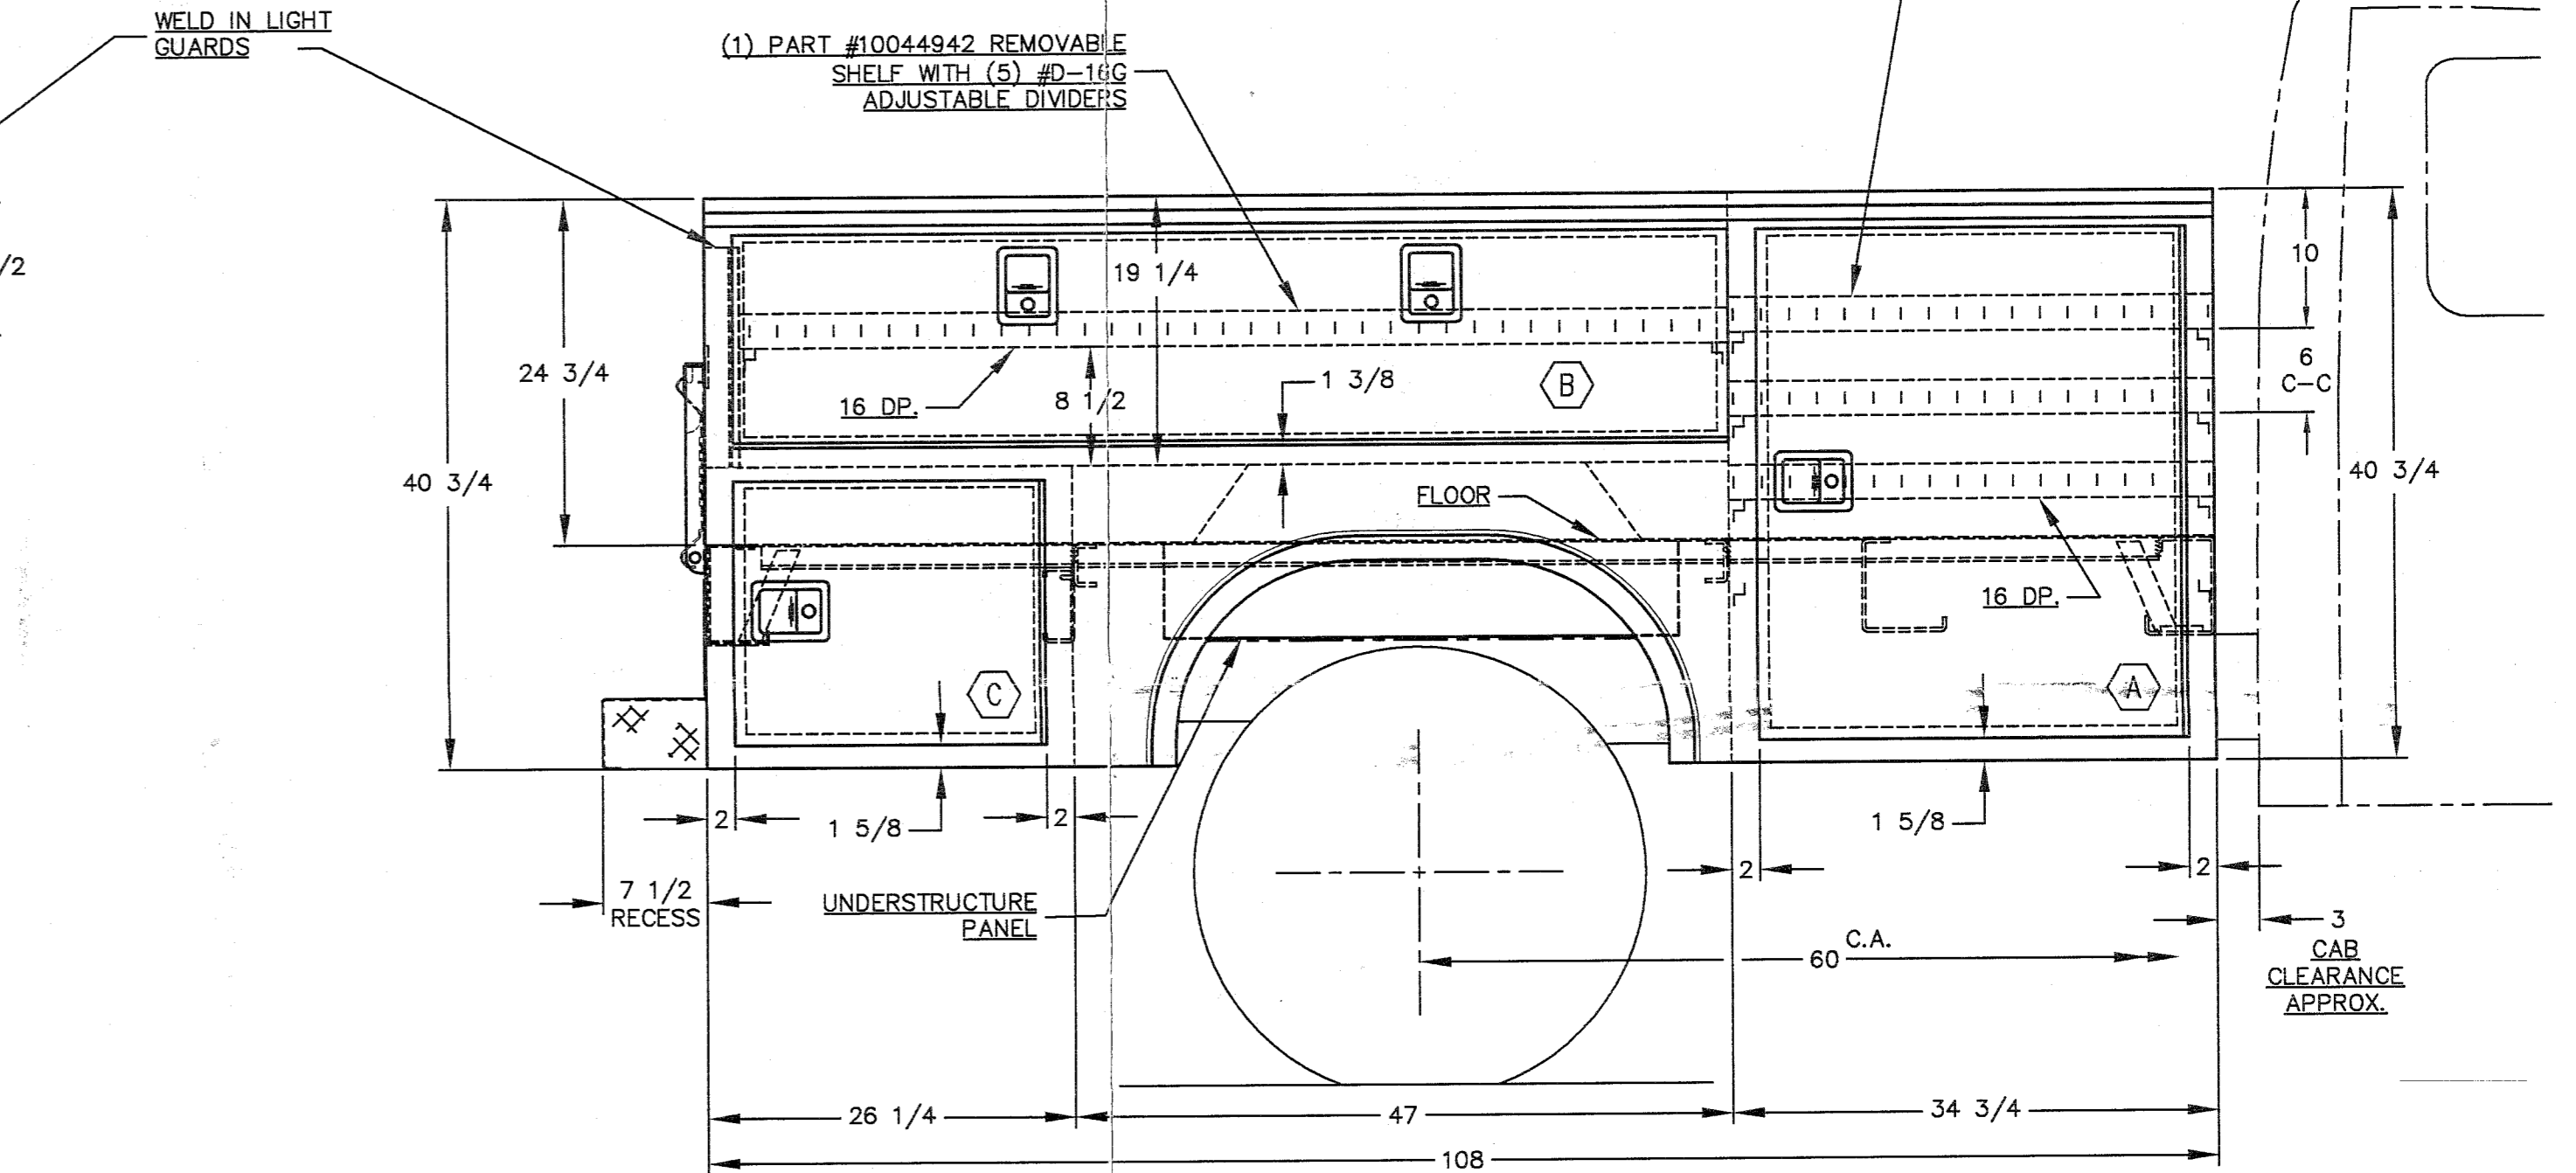 WELD IN LIGHT
GUARDS
(1) PART #10044942 REMOVABLE
SHELF WITH (5) #D-16G
ADJUSTABLE DIVIDERS
/2
10
19 1/4
6
C-C
24 3/4
1 3/8
B
16 DP.
8 1/2
40 3/4
40 3/4
FLOOR
16 DP.
C
A
2
1 5/8
2
1 5/8
2
2
7 1/2
RECESS
UNDERSTRUCTURE
PANEL
3
CAB
CLEARANCE
APPROX.
C.A.
60
26 1/4
47
34 3/4
108